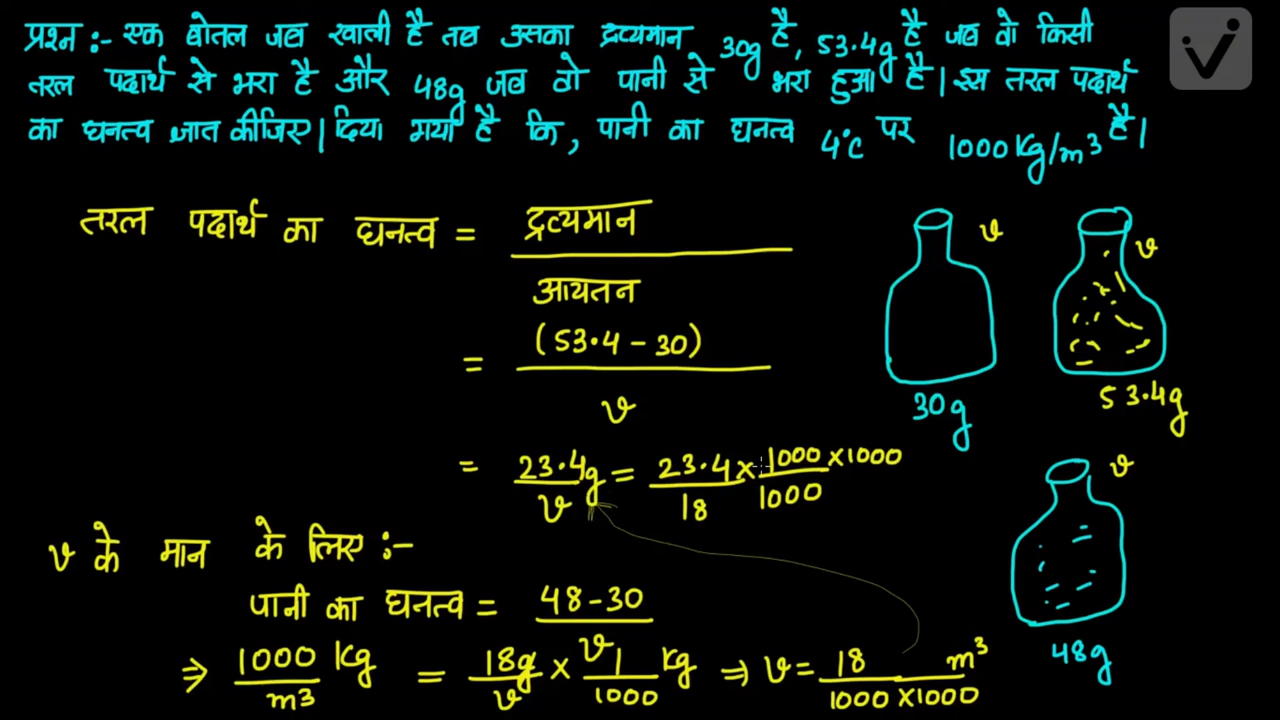 प्रश्न :- एक बोतल जब खाली है तब उसका द्रव्यमान 30g है, 53.4g है जब वो किसी
तरल पदार्थ से भरा है और 48g जब वो पानी से भरा हुआ है। इस तरल पदार्थ
का घनत्व ज्ञात कीजिए। दिया गया है कि, पानी का घनत्व 4°C पर 1000 Kg/m³ है।
तरल पदार्थ का घनत्व = द्रव्यमान
आयतन
= (53.4 - 30)
v
= 23.4g/v = 23.4/18 × 1000/1000 × 1000
v के मान के लिए :-
पानी का घनत्व = 48-30
v
⇒ 1000 Kg/m3 = 18g/v × 1/1000 Kg ⇒ v = 18/1000×1000 m³
v
30g
v
53.4g
v
48g